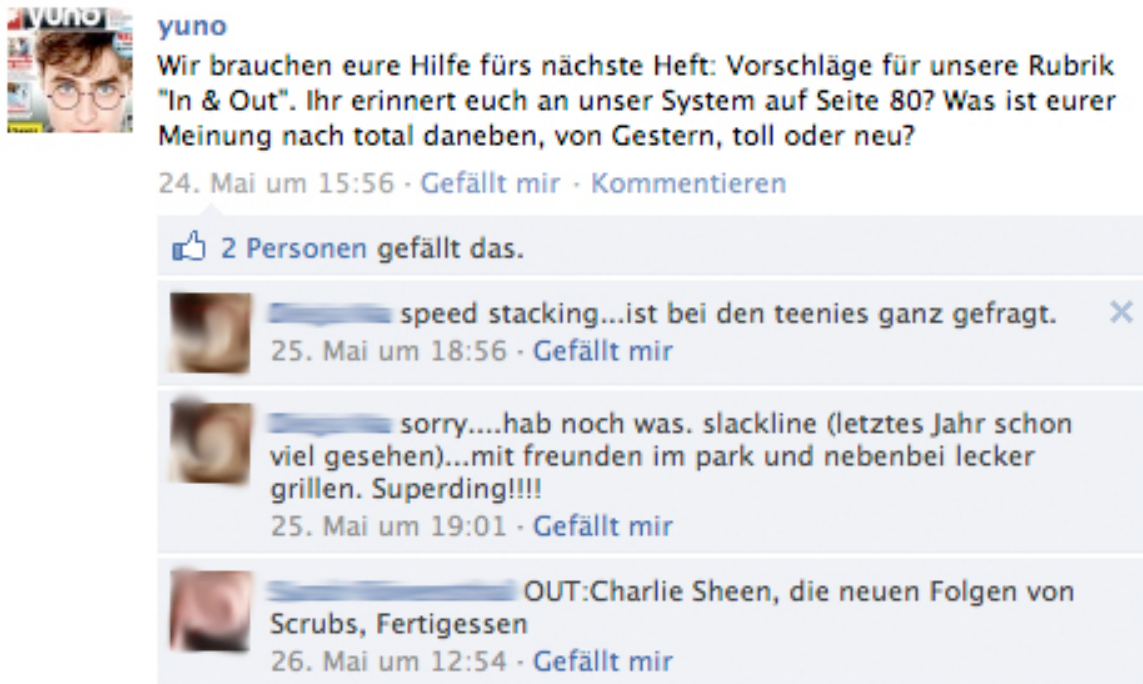 yuno
yuno
Wir brauchen eure Hilfe fürs nächste Heft: Vorschläge für unsere Rubrik
"In & Out". Ihr erinnert euch an unser System auf Seite 80? Was ist eurer
Meinung nach total daneben, von Gestern, toll oder neu?
24. Mai um 15:56 · Gefällt mir · Kommentieren
2 Personen gefällt das.
speed stacking...ist bei den teenies ganz gefragt.
25. Mai um 18:56 · Gefällt mir
sorry....hab noch was. slackline (letztes Jahr schon
viel gesehen)...mit freunden im park und nebenbei lecker
grillen. Superding!!!!
25. Mai um 19:01 · Gefällt mir
OUT:Charlie Sheen, die neuen Folgen von
Scrubs, Fertigessen
26. Mai um 12:54 · Gefällt mir